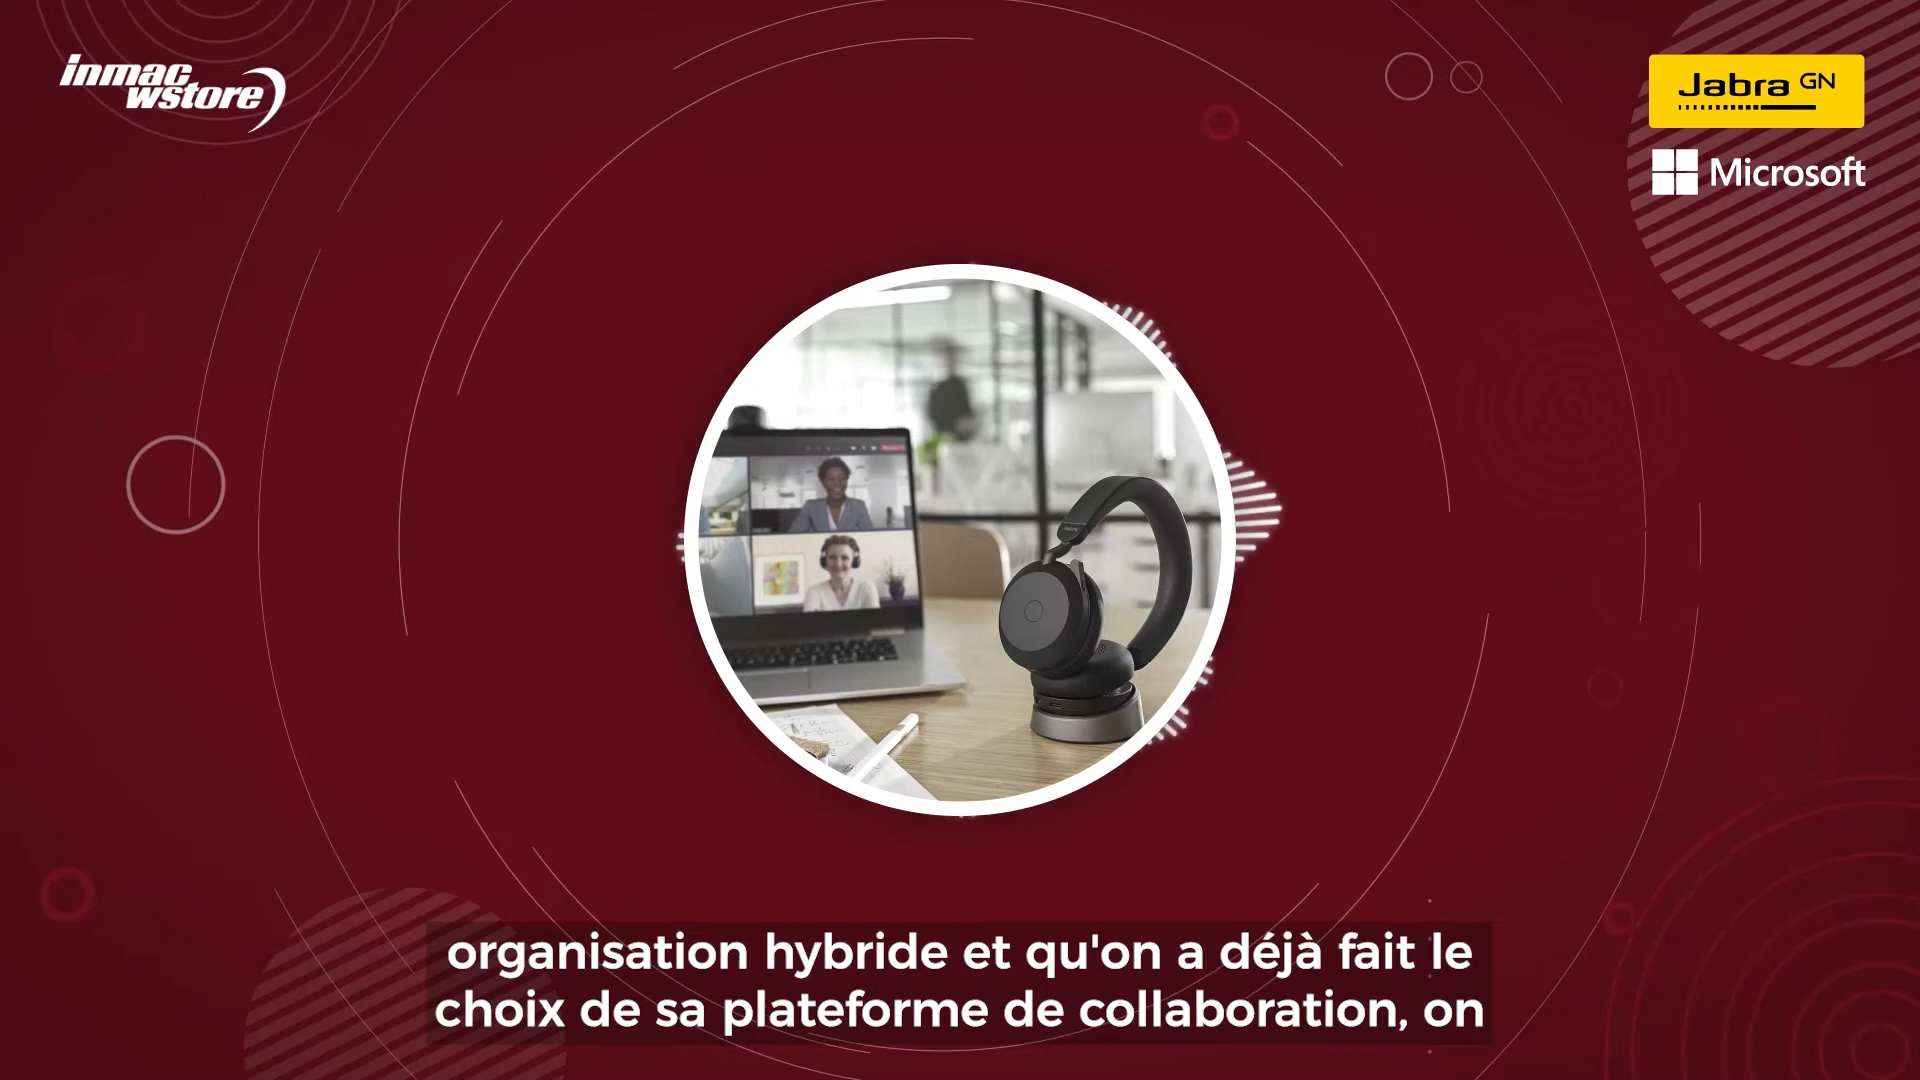 inmac
wstore
Jabra GN
Microsoft
organisation hybride et qu'on a déjà fait le
choix de sa plateforme de collaboration, on